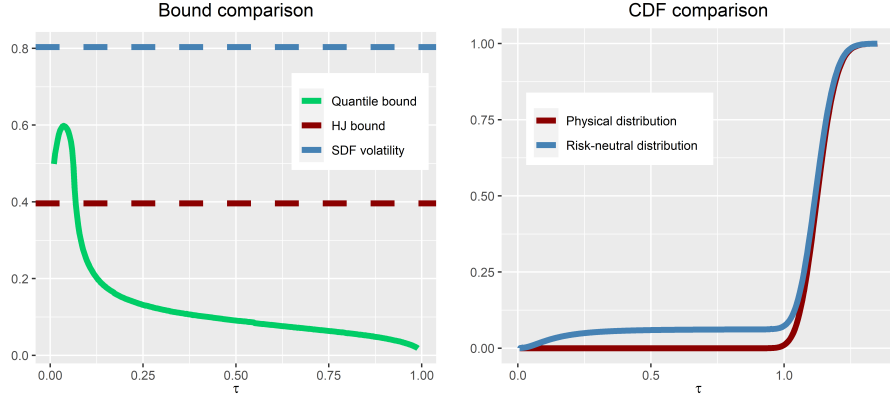 Bound comparison
0.8
0.6
0.4
0.2
0.0
Quantile bound
HJ bound
SDF volatility
0.00
0.25
0.50
0.75
1.00
τ
CDF comparison
1.00
0.75
0.50
0.25
0.00
Physical distribution
Risk-neutral distribution
0.0
0.5
1.0
τ